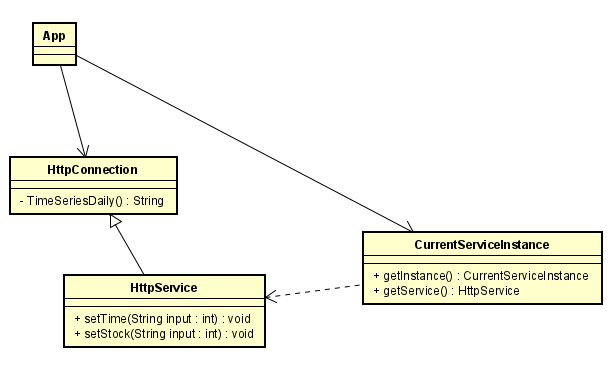 App
HttpConnection
- TimeSeriesDaily() : String
CurrentServiceInstance
+ getInstance() : CurrentServiceInstance
+ getService() : HttpService
HttpService
+ setTime(String input : int) : void
+ setStock(String input : int) : void